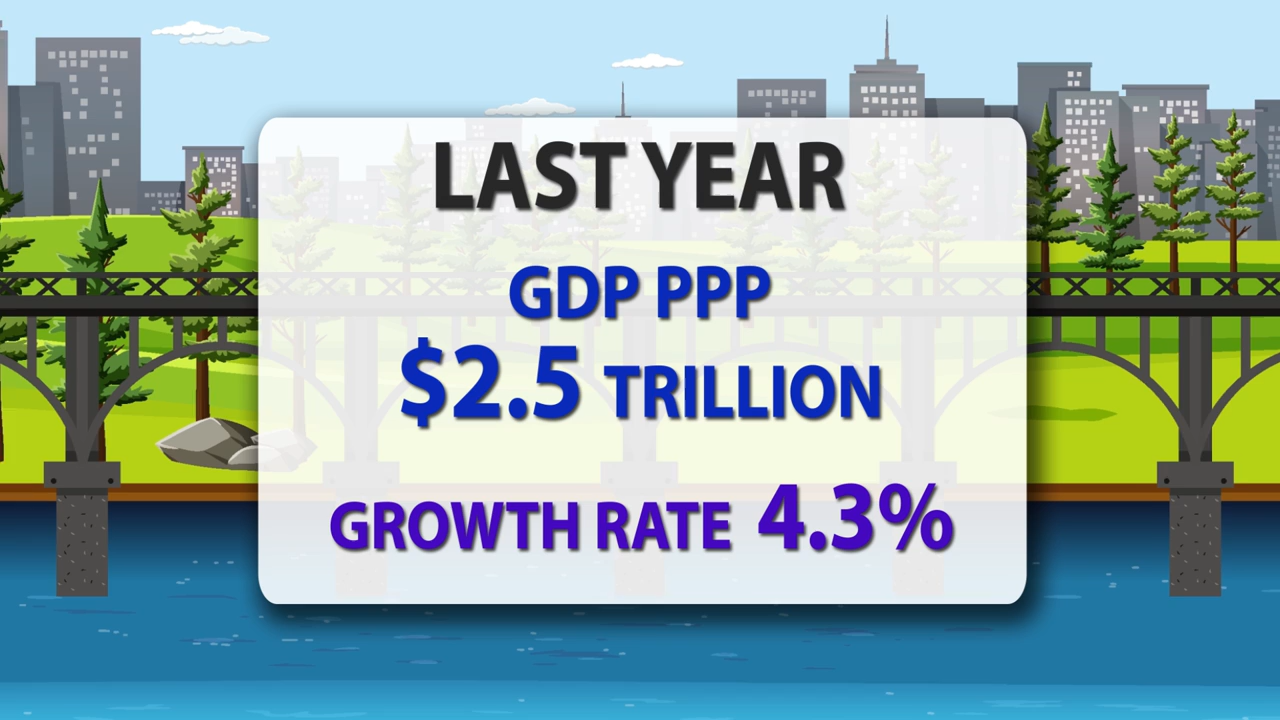 LAST YEAR
GDP PPP
$2.5 TRILLION
GROWTH RATE 4.3%